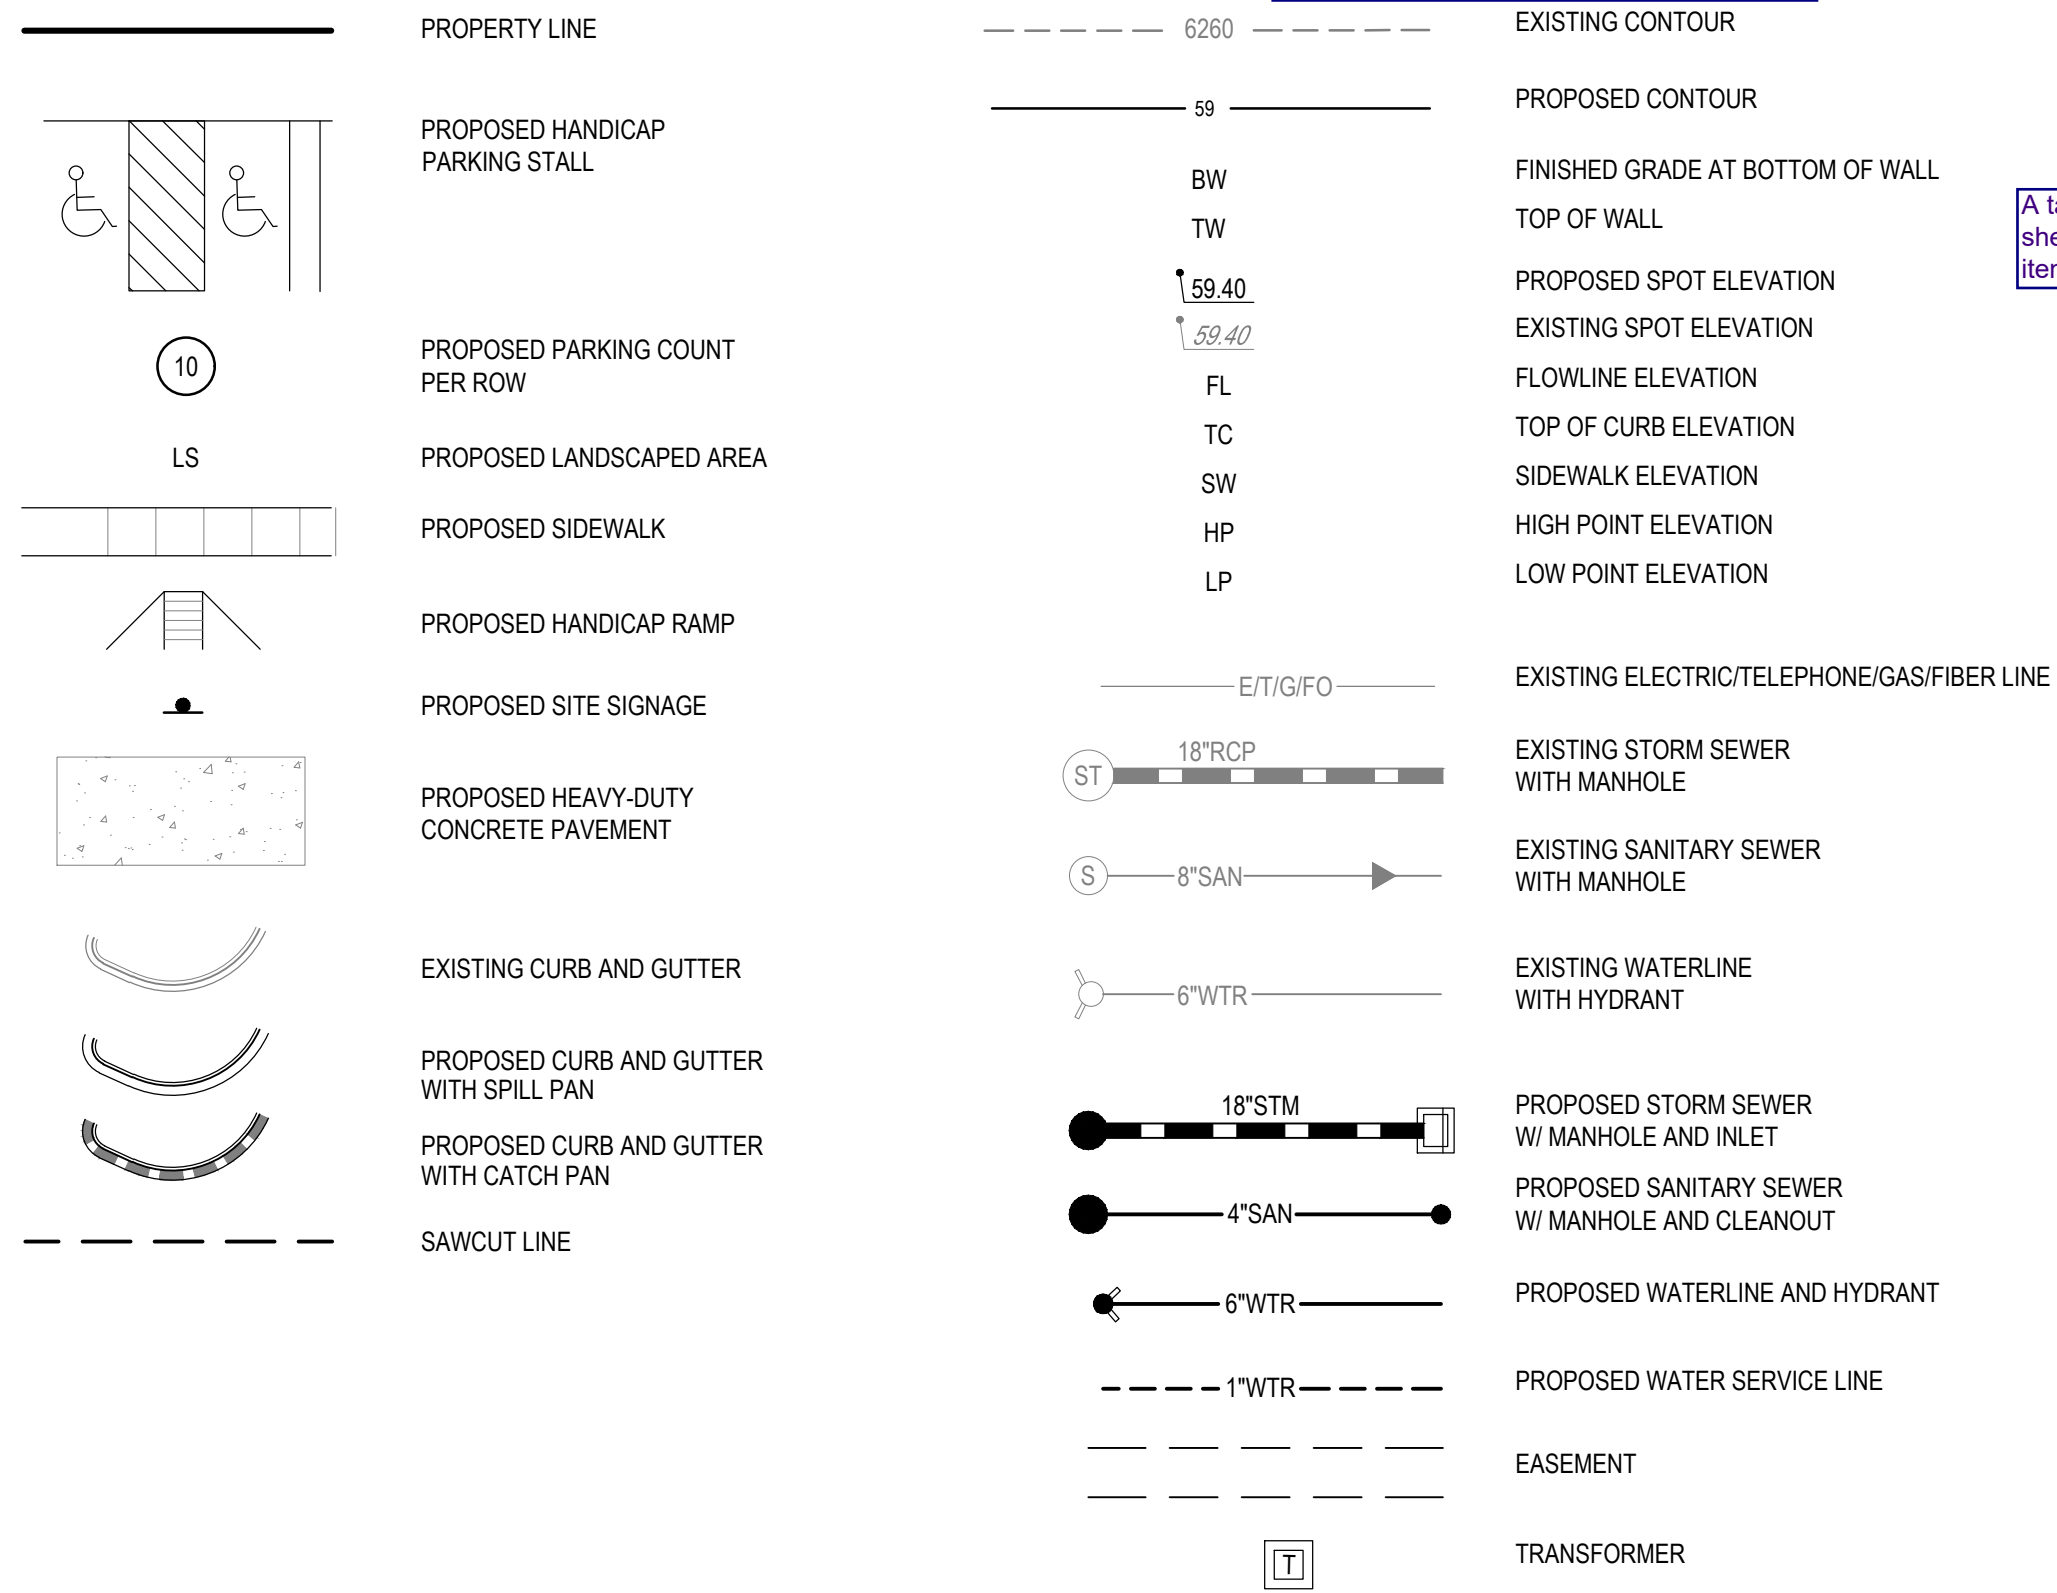 PROPERTY LINE
PROPOSED HANDICAP
PARKING STALL
10
PROPOSED PARKING COUNT
PER ROW
LS
PROPOSED LANDSCAPED AREA
PROPOSED SIDEWALK
PROPOSED HANDICAP RAMP
PROPOSED SITE SIGNAGE
PROPOSED HEAVY-DUTY
CONCRETE PAVEMENT
EXISTING CURB AND GUTTER
PROPOSED CURB AND GUTTER
WITH SPILL PAN
PROPOSED CURB AND GUTTER
WITH CATCH PAN
SAWCUT LINE
6260
EXISTING CONTOUR
59
PROPOSED CONTOUR
BW
FINISHED GRADE AT BOTTOM OF WALL
TW
TOP OF WALL
59.40
PROPOSED SPOT ELEVATION
59.40
EXISTING SPOT ELEVATION
FL
FLOWLINE ELEVATION
TC
TOP OF CURB ELEVATION
SW
SIDEWALK ELEVATION
HP
HIGH POINT ELEVATION
LP
LOW POINT ELEVATION
E/T/G/FO
EXISTING ELECTRIC/TELEPHONE/GAS/FIBER LINE
18"RCP
ST
EXISTING STORM SEWER
WITH MANHOLE
S
8"SAN
EXISTING SANITARY SEWER
WITH MANHOLE
6"WTR
EXISTING WATERLINE
WITH HYDRANT
18"STM
PROPOSED STORM SEWER
W/ MANHOLE AND INLET
4"SAN
PROPOSED SANITARY SEWER
W/ MANHOLE AND CLEANOUT
6"WTR
PROPOSED WATERLINE AND HYDRANT
1"WTR
PROPOSED WATER SERVICE LINE
EASEMENT
T
TRANSFORMER
A